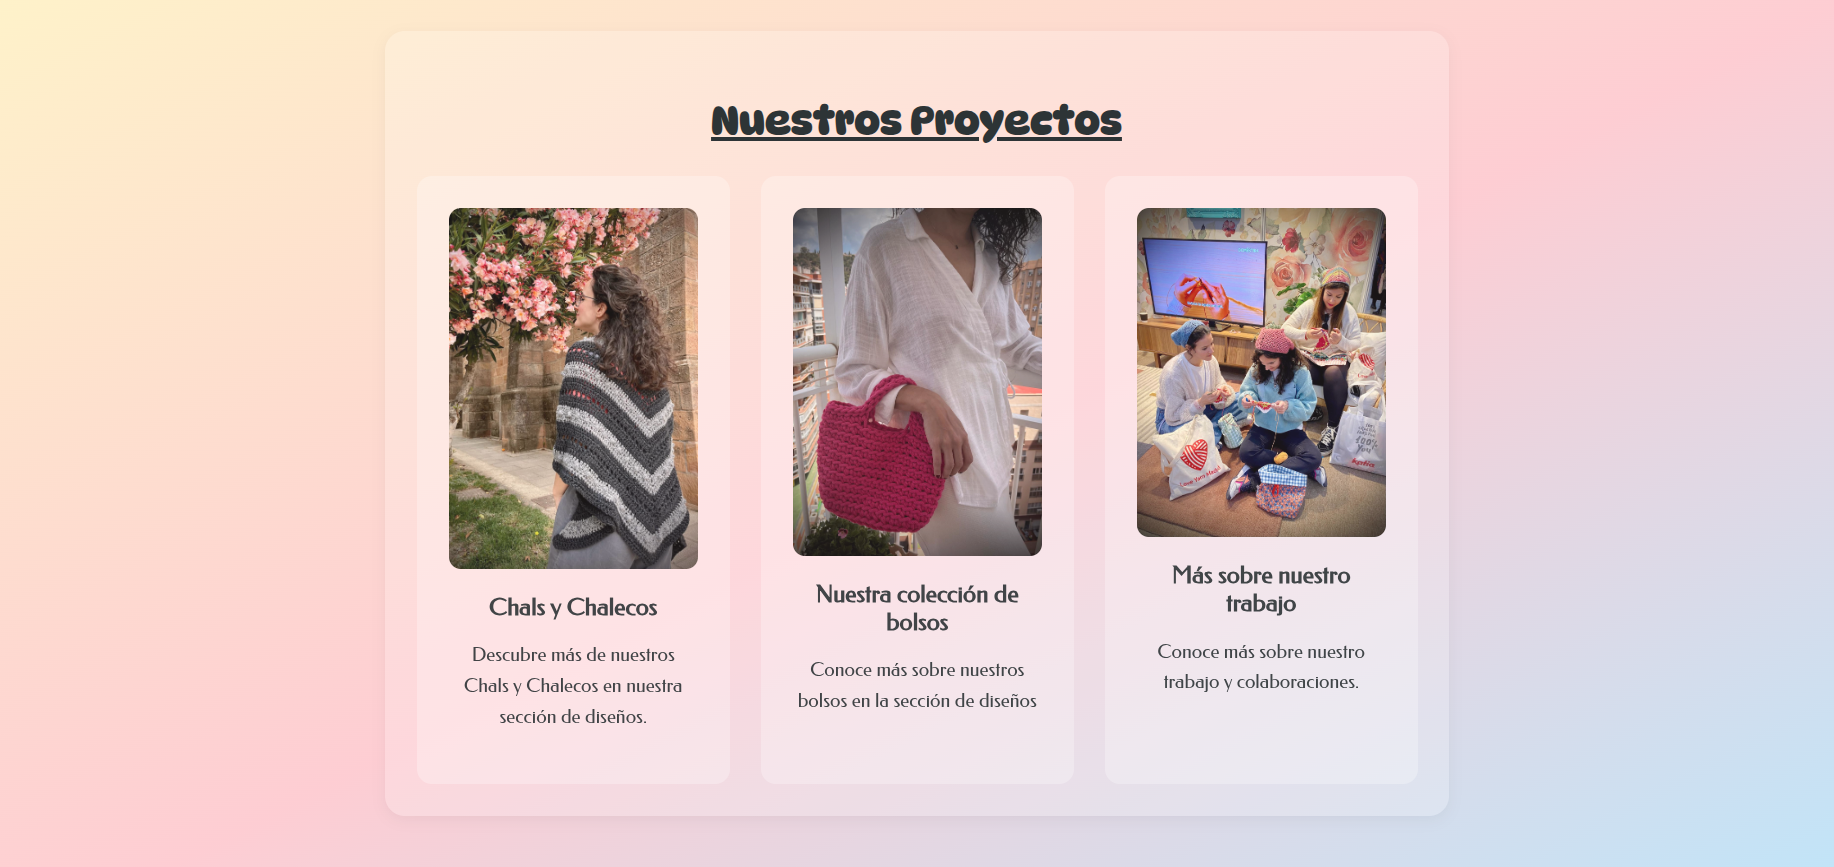 Nuestros Proyectos
Chals y Chalecos
Descubre más de nuestros
Chals y Chalecos en nuestra
sección de diseños.
Nuestra colección de
bolsos
Conoce más sobre nuestros
bolsos en la sección de diseños
Más sobre nuestro
trabajo
Conoce más sobre nuestro
trabajo y colaboraciones.